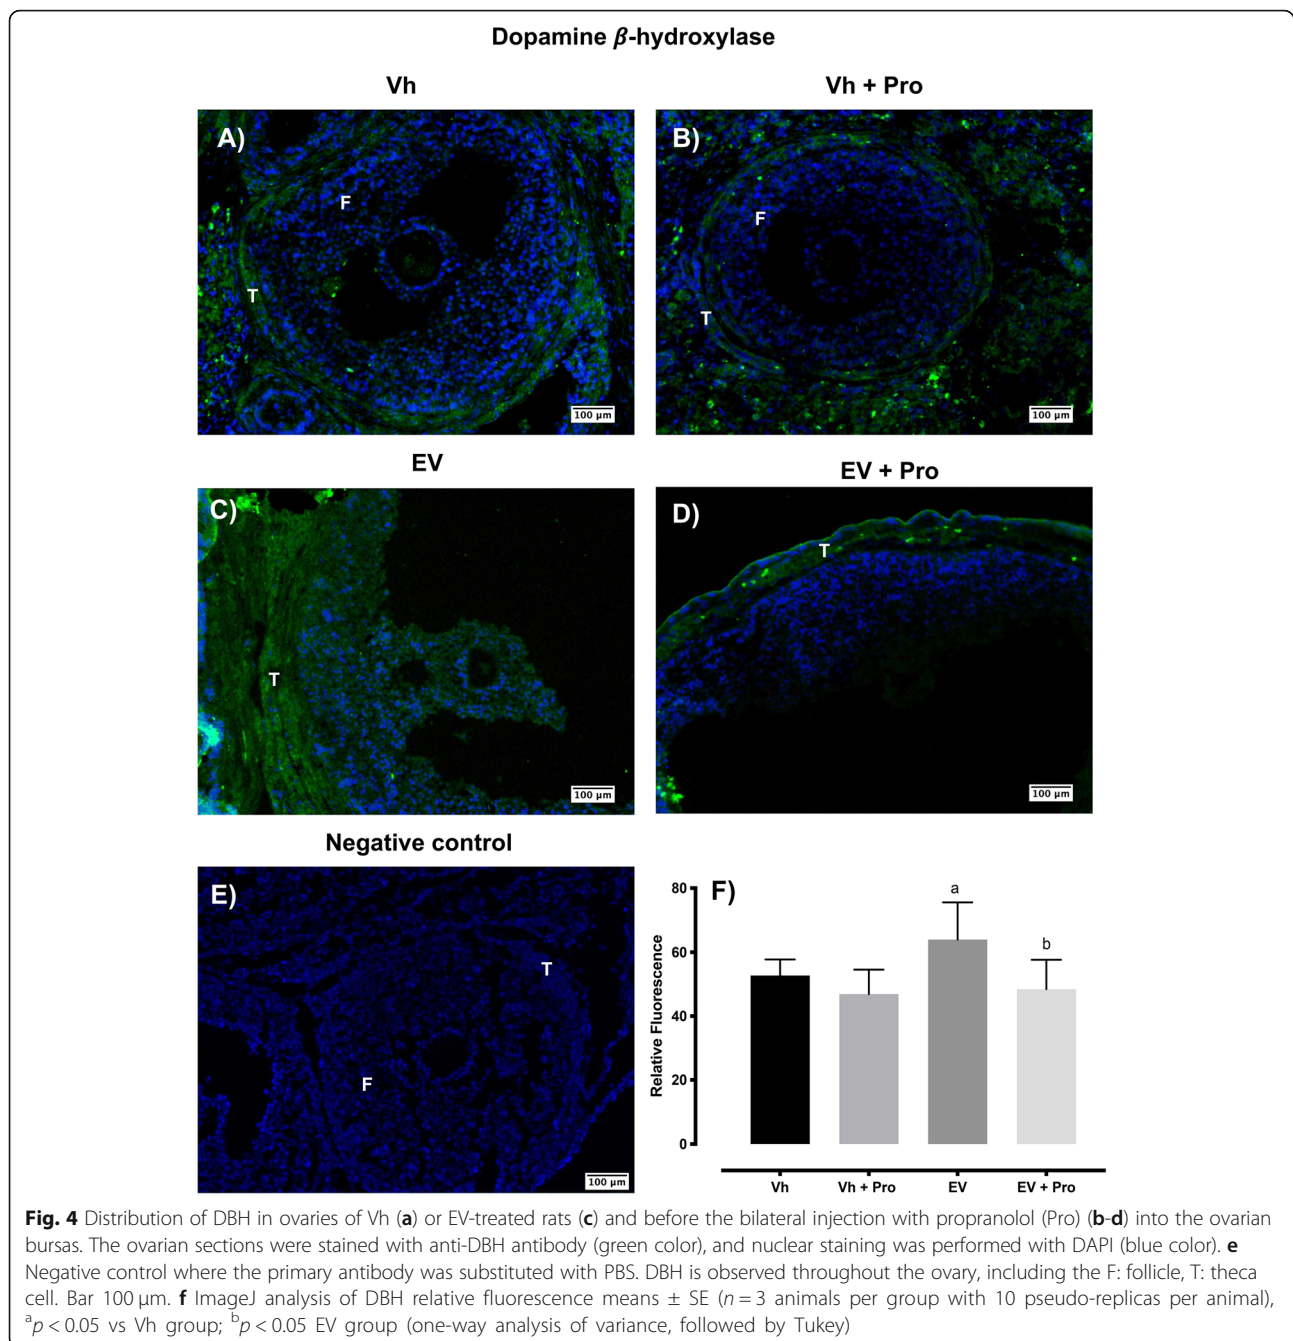 Dopamine β-hydroxylase
Vh
Vh + Pro
A)
F
T
100 µm
B)
F
T
100 µm
EV
EV + Pro
C)
T
100 µm
D)
T
100 µm
Negative control
E)
T
F
100 µm
F)
Relative Fluorescence
80
60
40
20
0
a
b
Vh
Vh + Pro
EV
EV + Pro
Fig. 4 Distribution of DBH in ovaries of Vh (a) or EV-treated rats (c) and before the bilateral injection with propranolol (Pro) (b-d) into the ovarian
bursas. The ovarian sections were stained with anti-DBH antibody (green color), and nuclear staining was performed with DAPI (blue color). e
Negative control where the primary antibody was substituted with PBS. DBH is observed throughout the ovary, including the F: follicle, T: theca
cell. Bar 100 µm. f ImageJ analysis of DBH relative fluorescence means ± SE (n = 3 animals per group with 10 pseudo-replicas per animal),
ᵃp < 0.05 vs Vh group; ᵇp < 0.05 EV group (one-way analysis of variance, followed by Tukey)